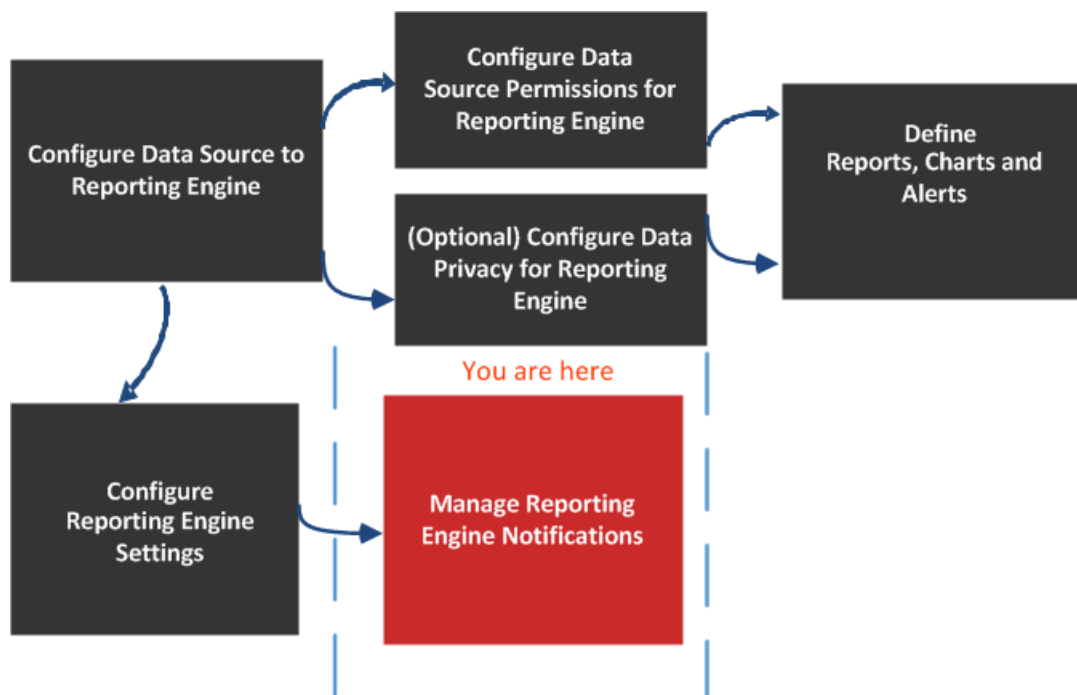 Configure Data Source to
Reporting Engine
Configure Data
Source Permissions for
Reporting Engine
(Optional) Configure Data
Privacy for Reporting
Engine
Define
Reports, Charts and
Alerts
You are here
Configure
Reporting Engine
Settings
Manage Reporting
Engine Notifications